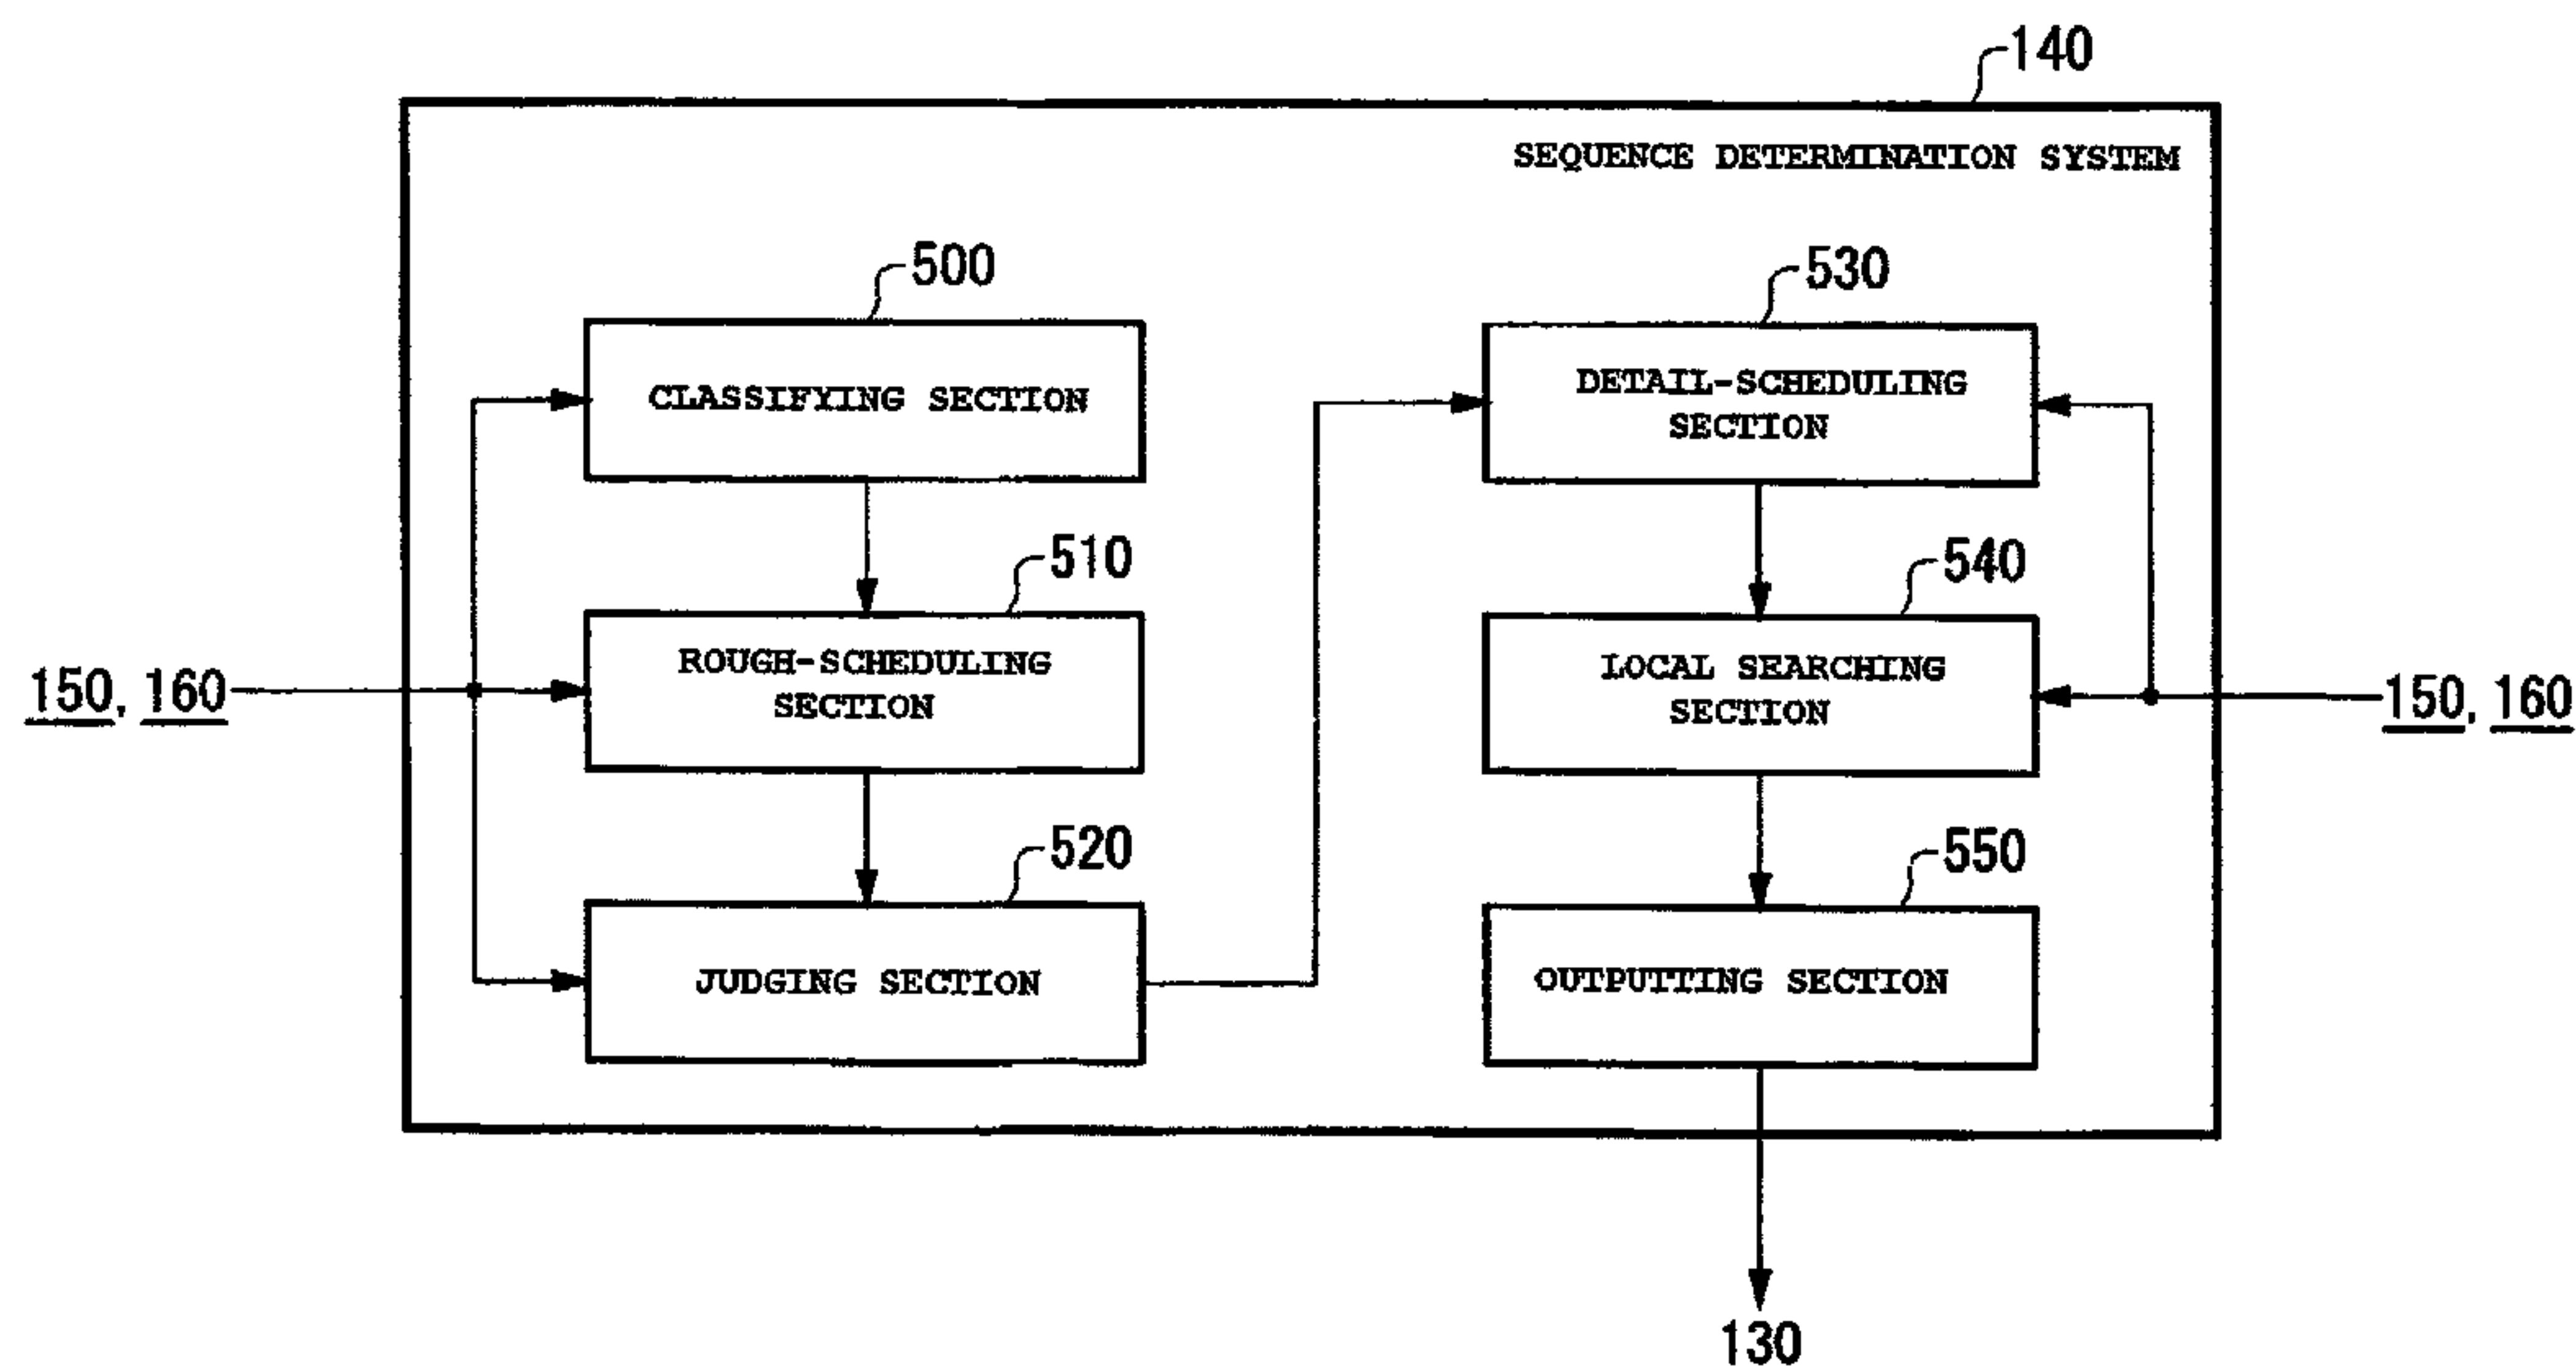 140
SEQUENCE DETERMINATION SYSTEM
500
CLASSIFYING SECTION
510
ROUGH-SCHEDULING
SECTION
150, 160
520
JUDGING SECTION
530
DETAIL-SCHEDULING
SECTION
540
LOCAL SEARCHING
SECTION
150, 160
550
OUTPUTTING SECTION
130